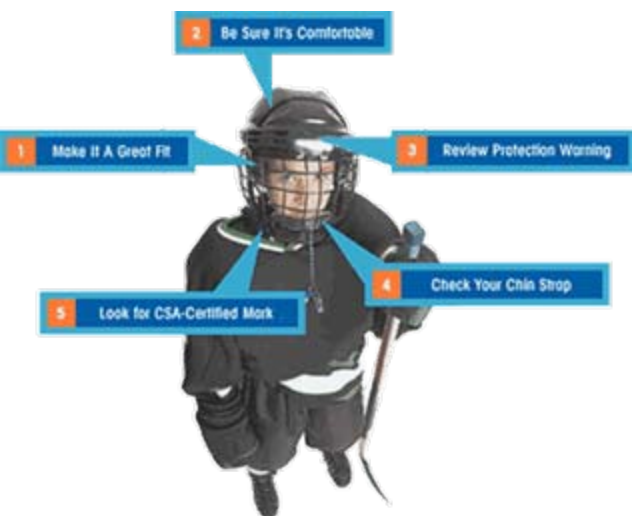 2 Be Sure It's Comfortable
1 Make It A Great Fit
3 Review Protection Warning
4 Check Your Chin Strap
5 Look for CSA-Certified Mark